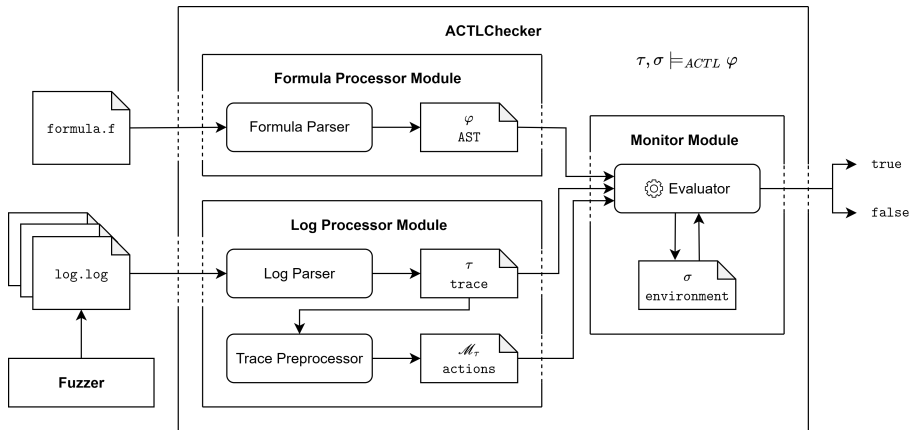 ACTLChecker
τ, σ ⊨ACTL φ
Formula Processor Module
formula.f
Formula Parser
φ
AST
Monitor Module
Evaluator
true
false
σ
environment
Log Processor Module
log.log
Log Parser
τ
trace
Trace Preprocessor
ℳτ
actions
Fuzzer